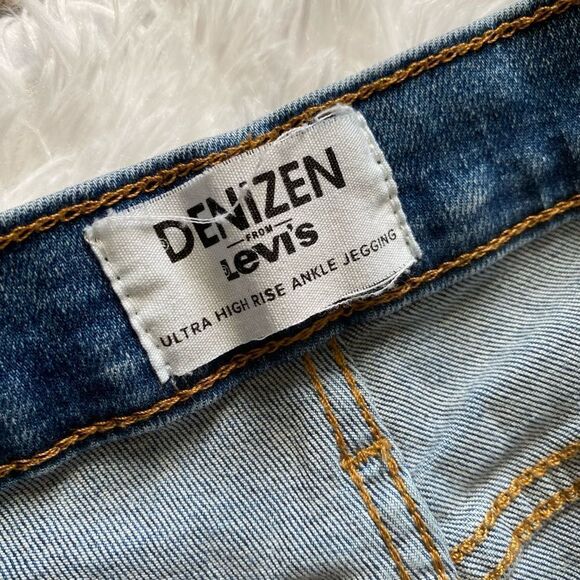 DENiZEN
FROM
Levi's
ULTRA HIGH RISE ANKLE JEGGING